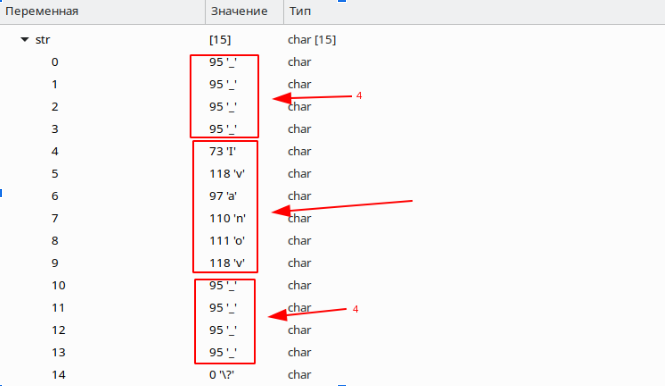 Переменная Значение Тип
str [15] char [15]
0 95 '_' char
1 95 '_' char
2 95 '_' char 4
3 95 '_' char
4 73 'I' char
5 118 'v' char
6 97 'a' char
7 110 'n' char
8 111 'o' char
9 118 'v' char
10 95 '_' char
11 95 '_' char 4
12 95 '_' char
13 95 '_' char
14 0 '\?' char